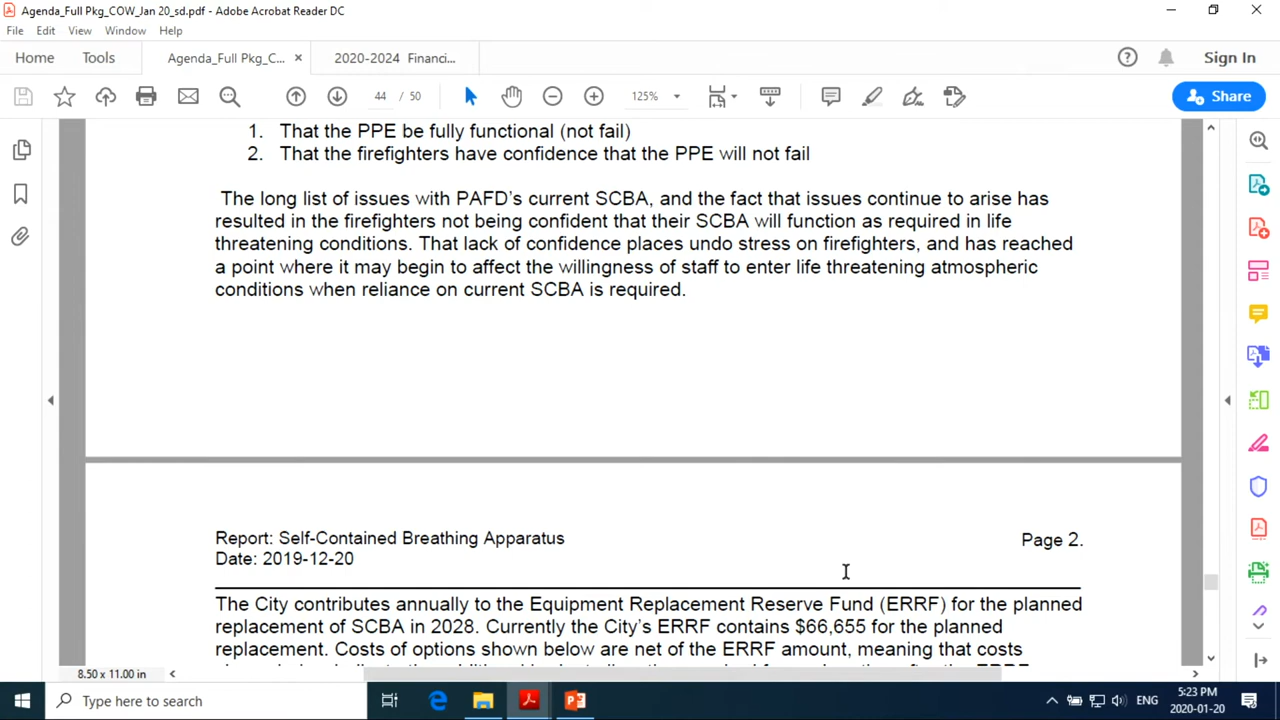 Agenda_Full Pkg_COW_Jan 20_sd.pdf - Adobe Acrobat Reader DC
File Edit View Window Help
Home Tools Agenda_Full Pkg_C... × 2020-2024 Financi... Sign In
44 / 50 125% Share
1. That the PPE be fully functional (not fail)
2. That the firefighters have confidence that the PPE will not fail
The long list of issues with PAFD's current SCBA, and the fact that issues continue to arise has
resulted in the firefighters not being confident that their SCBA will function as required in life
threatening conditions. That lack of confidence places undo stress on firefighters, and has reached
a point where it may begin to affect the willingness of staff to enter life threatening atmospheric
conditions when reliance on current SCBA is required.
Report: Self-Contained Breathing Apparatus Page 2.
Date: 2019-12-20
The City contributes annually to the Equipment Replacement Reserve Fund (ERRF) for the planned
replacement of SCBA in 2028. Currently the City's ERRF contains $66,655 for the planned
replacement. Costs of options shown below are net of the ERRF amount, meaning that costs
8.50 x 11.00 in
Type here to search
ENG
5:23 PM
2020-01-20